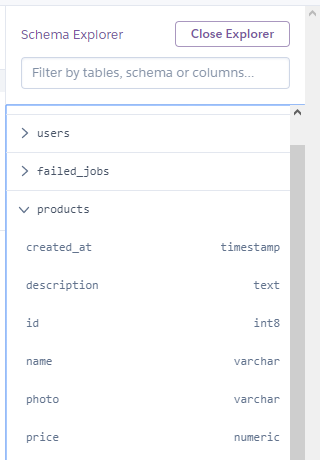 Schema Explorer
Close Explorer
Filter by tables, schema or columns...
users
failed_jobs
products
created_at timestamp
description text
id int8
name varchar
photo varchar
price numeric